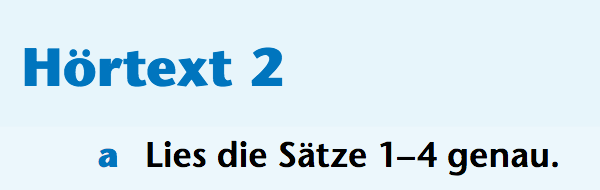 Hörtext 2
a Lies die Sätze 1–4 genau.